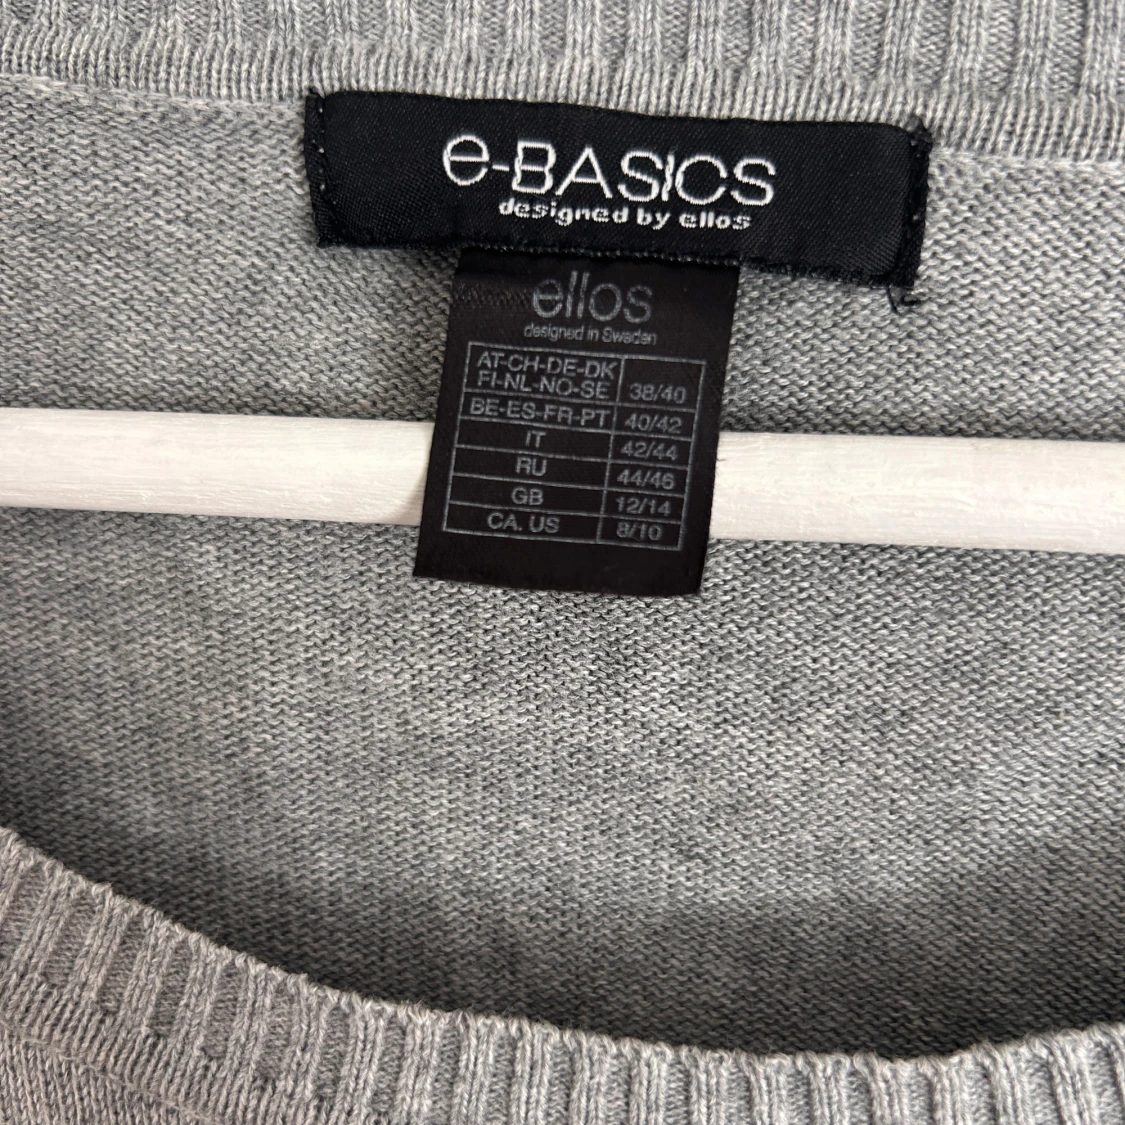 e-BASICS
designed by ellos
ellos
designed in Sweden
AT-CH-DE-DK
FI-NL-NO-SE 38/40
BE-ES-FR-PT 40/42
IT 42/44
RU 44/46
GB 12/14
CA. US 8/10